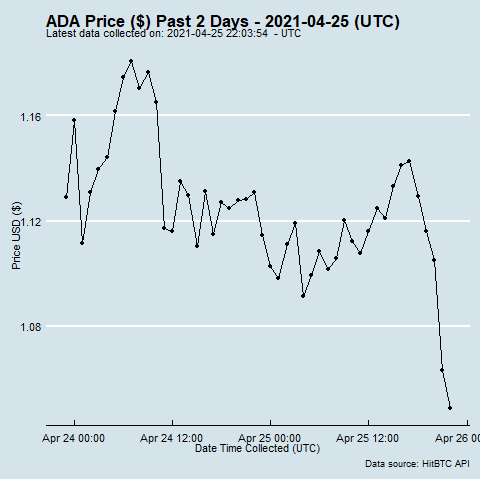 ADA Price ($) Past 2 Days - 2021-04-25 (UTC)
Latest data collected on: 2021-04-25 22:03:54 - UTC
1.16
1.12
1.08
Price USD ($)
Apr 24 00:00 Apr 24 12:00 Apr 25 00:00 Apr 25 12:00 Apr 26 0
Date Time Collected (UTC)
Data source: HitBTC API